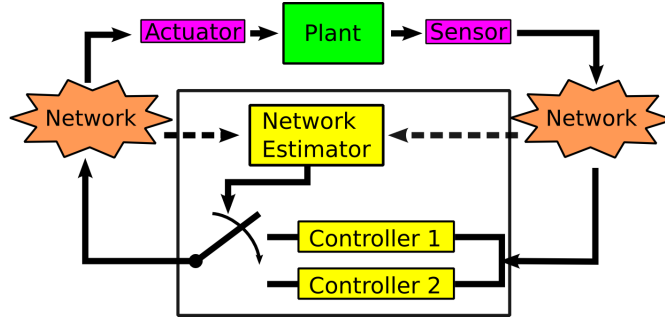 Actuator
Plant
Sensor
Network
Network
Estimator
Network
Controller 1
Controller 2